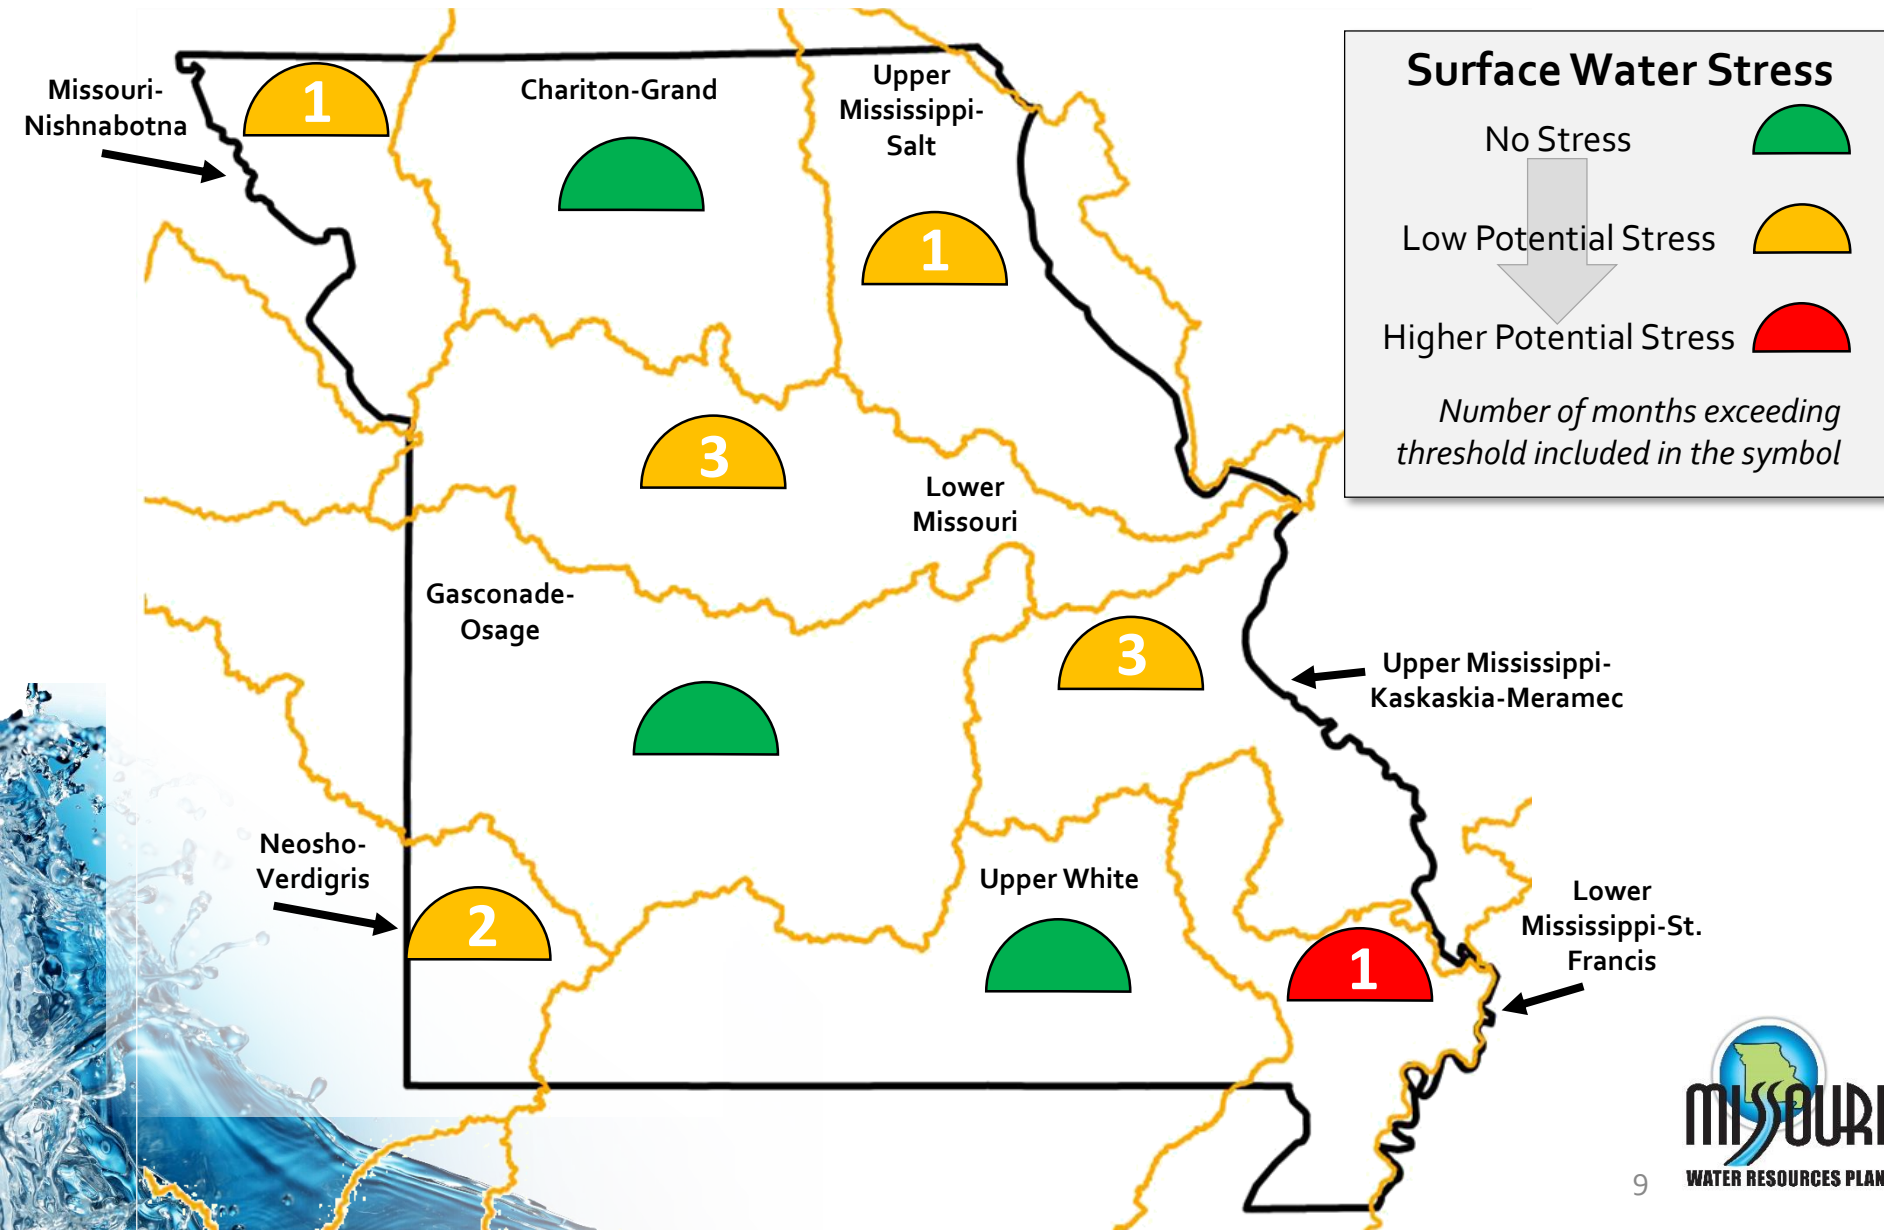 Missouri-
Nishnabotna
1
Chariton-Grand
Upper
Mississippi-
Salt
1
Surface Water Stress
No Stress
Low Potential Stress
Higher Potential Stress
Number of months exceeding
threshold included in the symbol
3
Lower
Missouri
Gasconade-
Osage
3
Upper Mississippi-
Kaskaskia-Meramec
Neosho-
Verdigris
2
Upper White
1
Lower
Mississippi-St.
Francis
MISSOURI
WATER RESOURCES PLAN
9